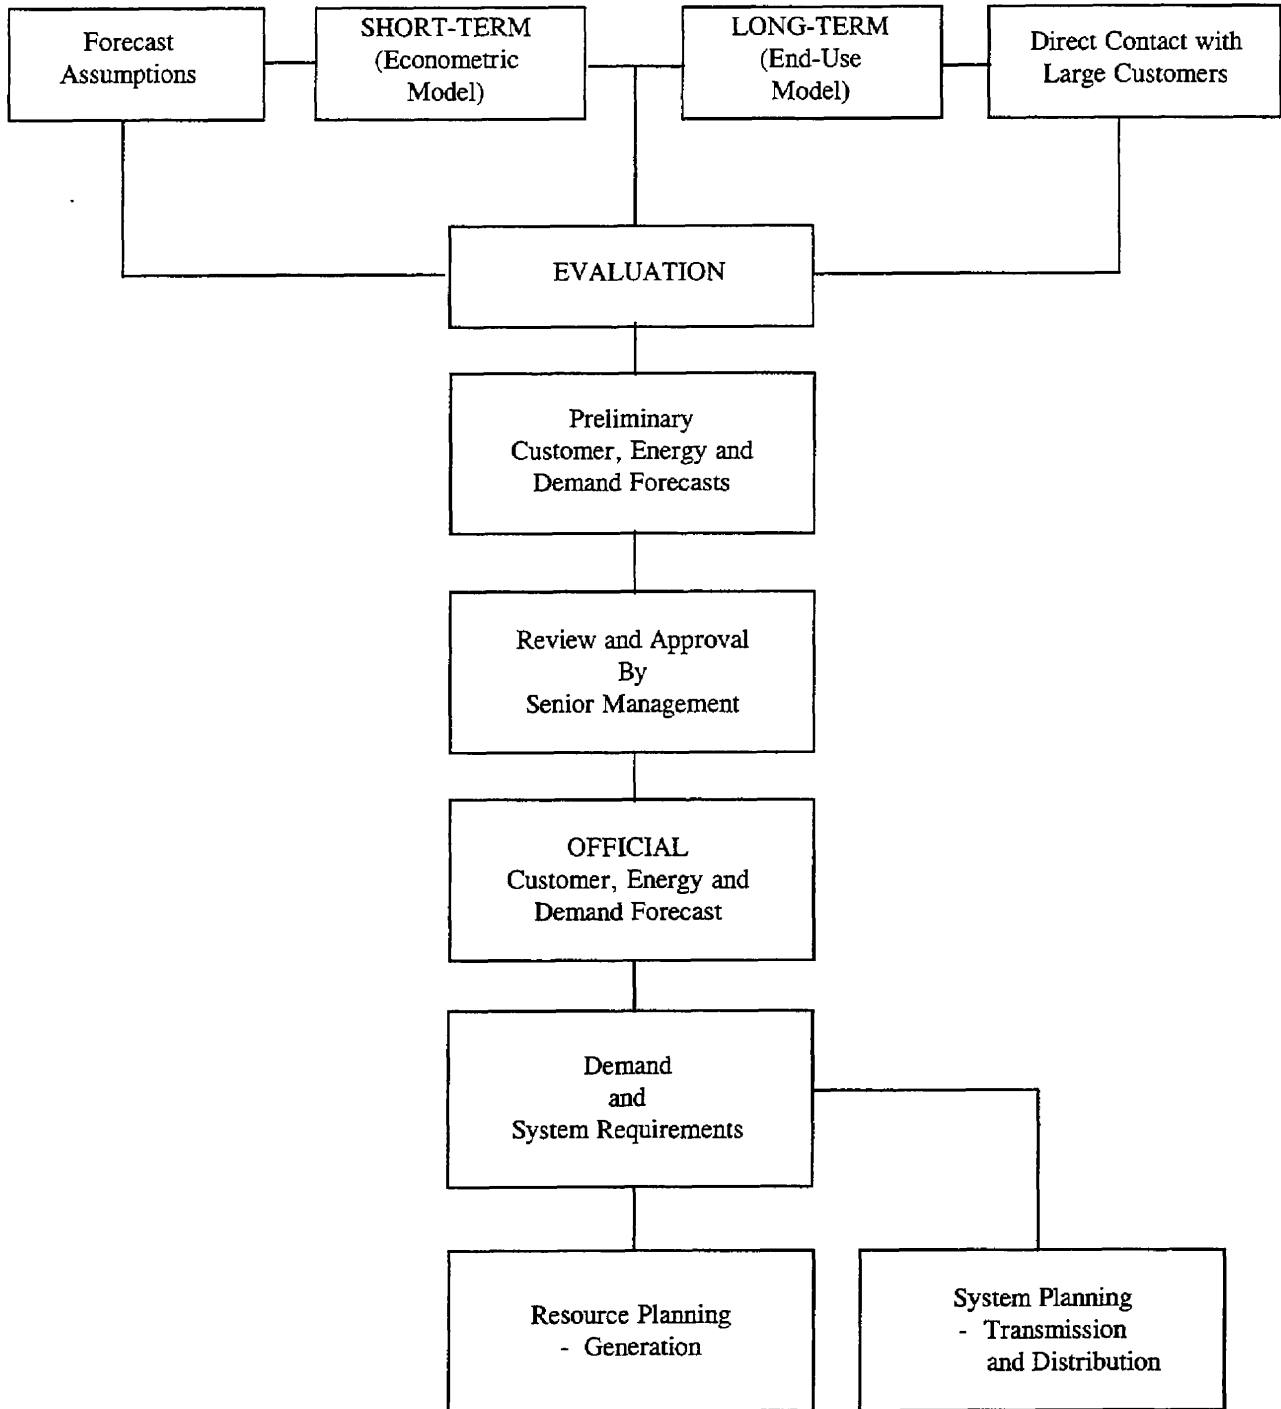 Forecast
Assumptions
SHORT-TERM
(Econometric
Model)
LONG-TERM
(End-Use
Model)
Direct Contact with
Large Customers
EVALUATION
Preliminary
Customer, Energy and
Demand Forecasts
Review and Approval
By
Senior Management
OFFICIAL
Customer, Energy and
Demand Forecast
Demand
and
System Requirements
Resource Planning
- Generation
System Planning
- Transmission
and Distribution